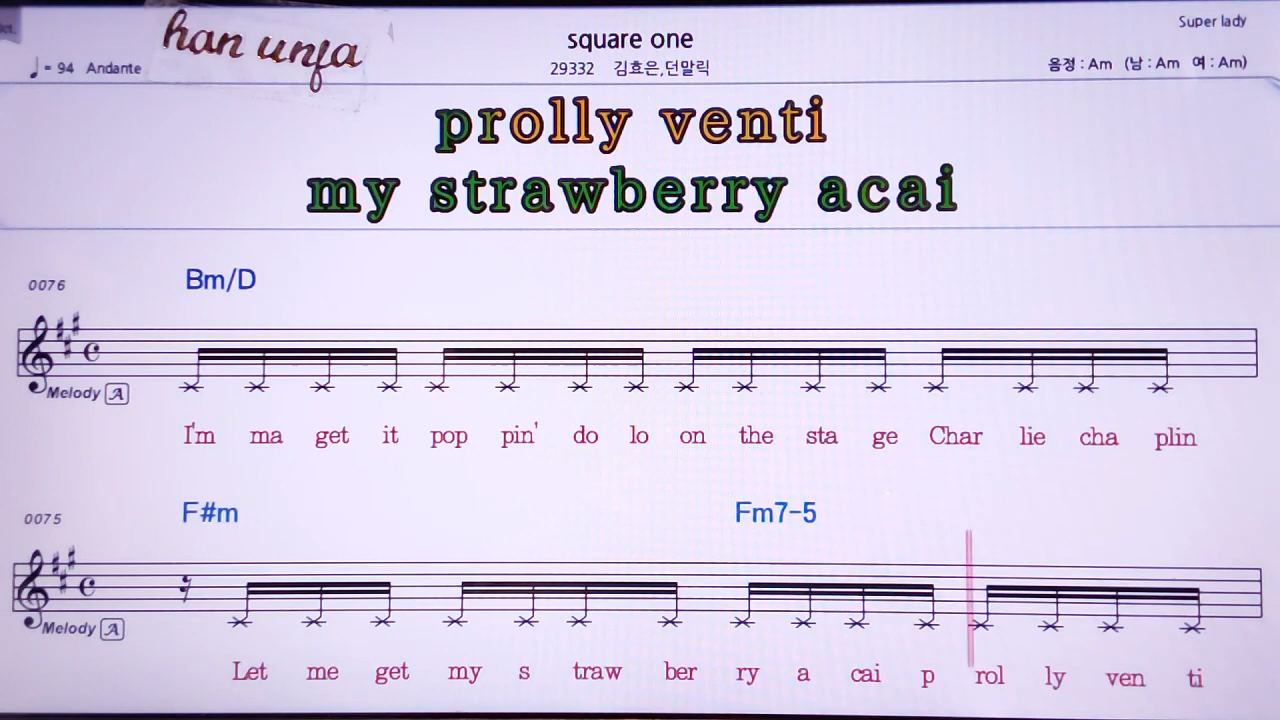 han unfa
square one
Super lady
♩= 94 Andante
29332 김효은,던말릭
음정 : Am (남 : Am 여 : Am)
prolly venti
my strawberry acai
0076
Bm/D
Melody A
I'm ma get it pop pin' do lo on the sta ge Char lie cha plin
0075
F#m Fm7-5
Melody A
Let me get my s traw ber ry a cai p rol ly ven ti